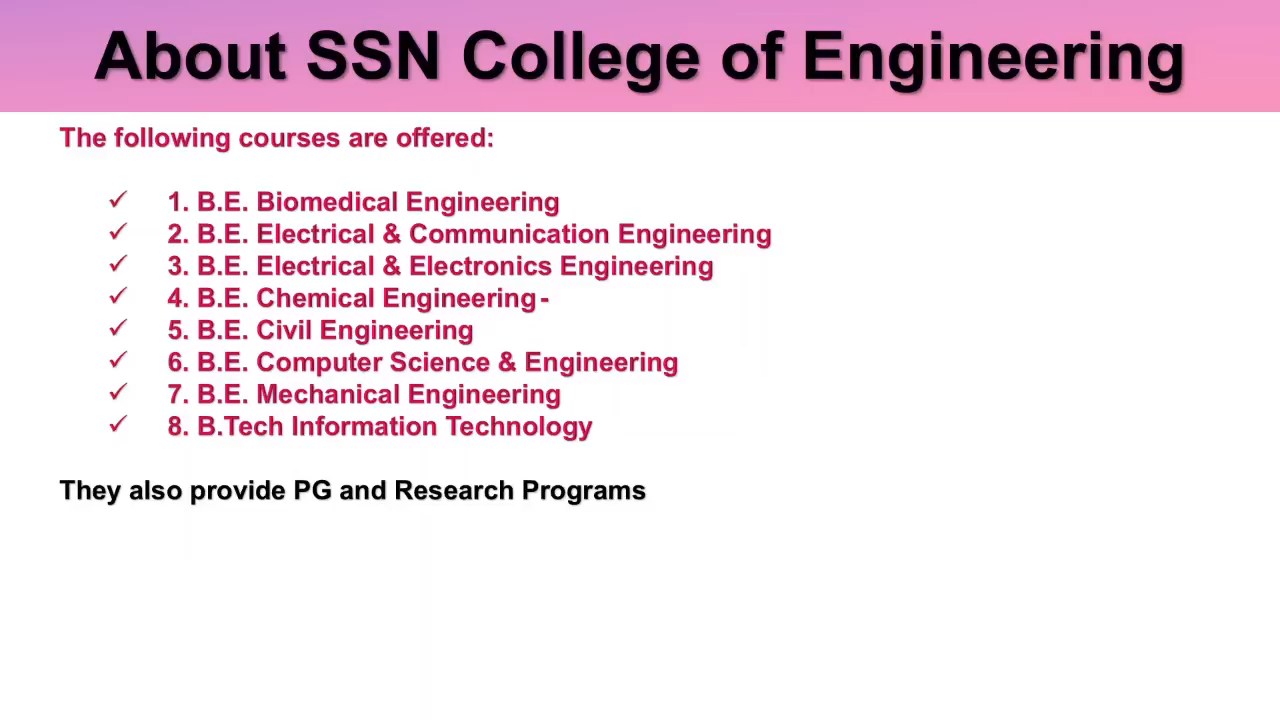 About SSN College of Engineering
The following courses are offered:
✓ 1. B.E. Biomedical Engineering
✓ 2. B.E. Electrical & Communication Engineering
✓ 3. B.E. Electrical & Electronics Engineering
✓ 4. B.E. Chemical Engineering -
✓ 5. B.E. Civil Engineering
✓ 6. B.E. Computer Science & Engineering
✓ 7. B.E. Mechanical Engineering
✓ 8. B.Tech Information Technology
They also provide PG and Research Programs